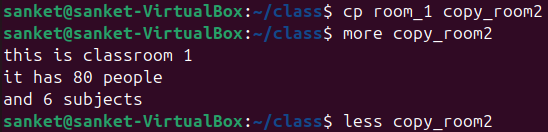 sanket@sanket-VirtualBox:~/class$ cp room_1 copy_room2
sanket@sanket-VirtualBox:~/class$ more copy_room2
this is classroom 1
it has 80 people
and 6 subjects
sanket@sanket-VirtualBox:~/class$ less copy_room2